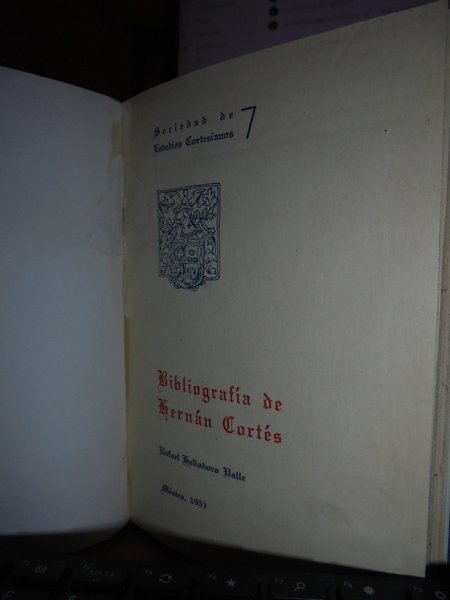 Sociedad de
Estudios Cortesianos
7
Bibliografía de
Hernán Cortés
Rafael Heliodoro Valle
México, 1953